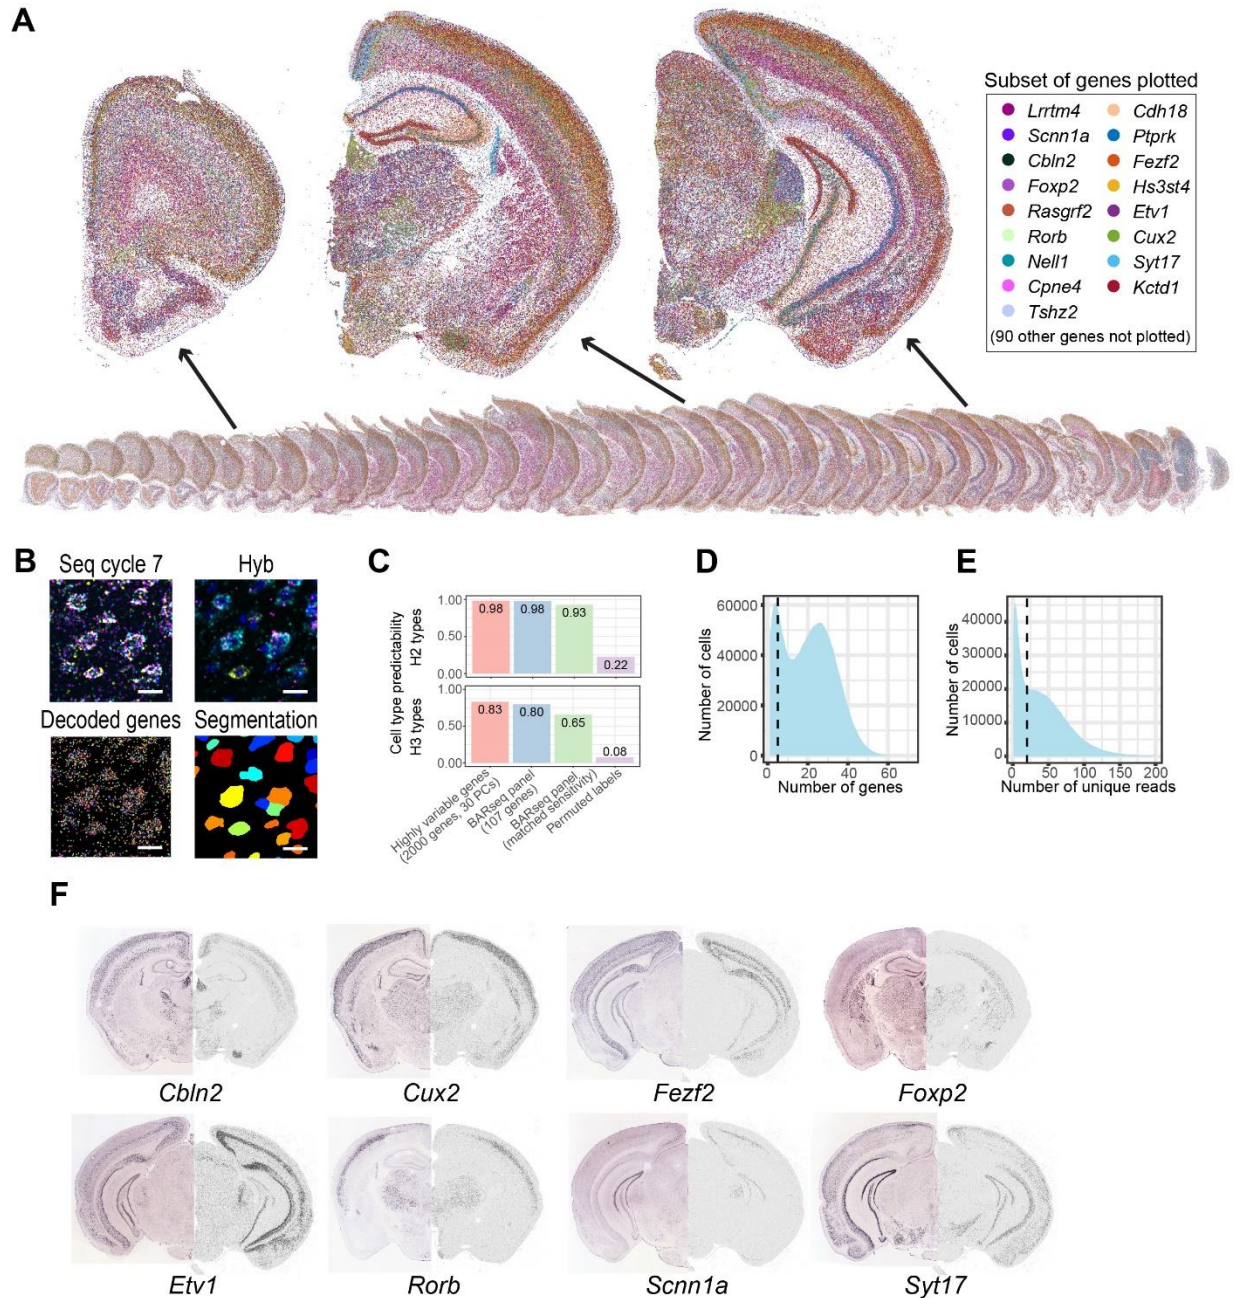 A
Subset of genes plotted
Lrrtm4
Scnn1a
Cbln2
Foxp2
Rasgrf2
Rorb
Nell1
Cpne4
Tshz2
Cdh18
Ptprk
Fezf2
Hs3st4
Etv1
Cux2
Syt17
Kctd1
(90 other genes not plotted)
B
Seq cycle 7
Hyb
Decoded genes
Segmentation
C
Cell type predictability
H2 types
H3 types
1.00
0.50
0.00
0.98
0.98
0.93
0.22
1.00
0.50
0.00
0.83
0.80
0.65
0.08
Highly variable genes
(2000 genes, 30 PCs)
BARseq panel
(107 genes)
BARseq panel
(matched sensitivity)
Permuted labels
D
Number of cells
60000
40000
20000
0
0 20 40 60
Number of genes
E
Number of cells
40000
30000
20000
10000
0
0 50 100 150 200
Number of unique reads
F
Cbln2
Cux2
Fezf2
Foxp2
Etv1
Rorb
Scnn1a
Syt17